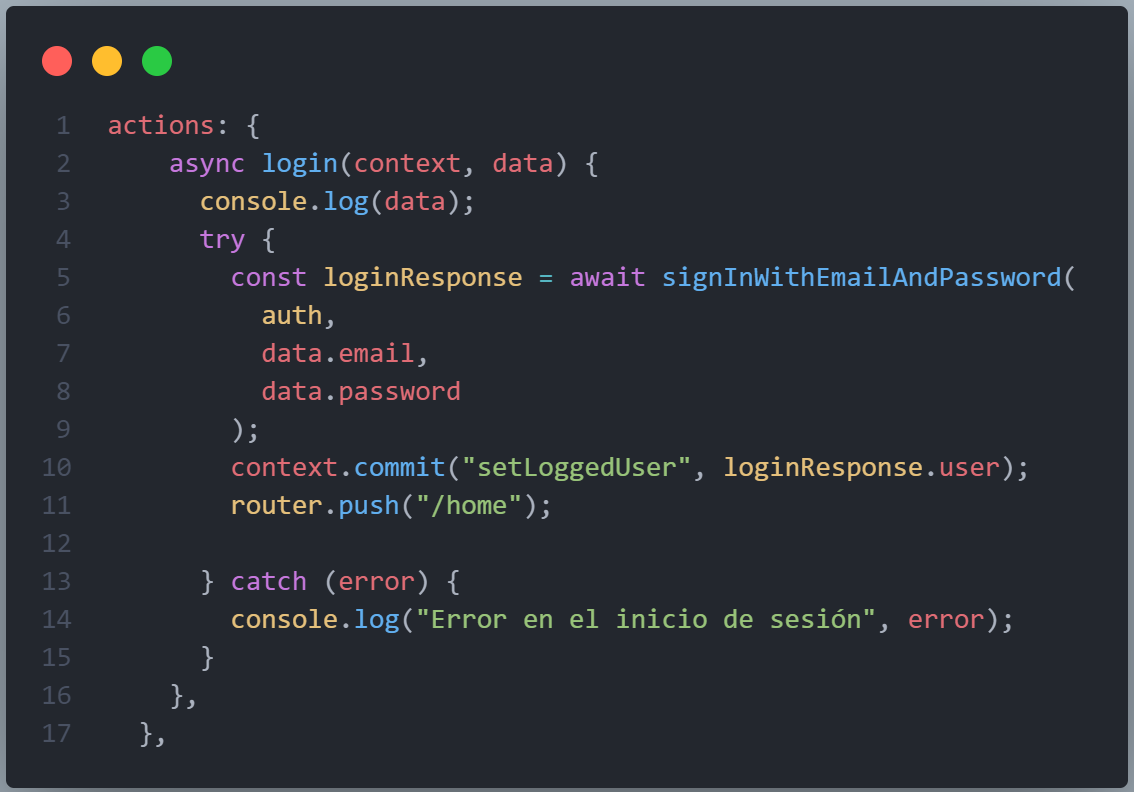 1 actions: {
2 async login(context, data) {
3 console.log(data);
4 try {
5 const loginResponse = await signInWithEmailAndPassword(
6 auth,
7 data.email,
8 data.password
9 );
10 context.commit("setLoggedUser", loginResponse.user);
11 router.push("/home");
12
13 } catch (error) {
14 console.log("Error en el inicio de sesión", error);
15 }
16 },
17 },